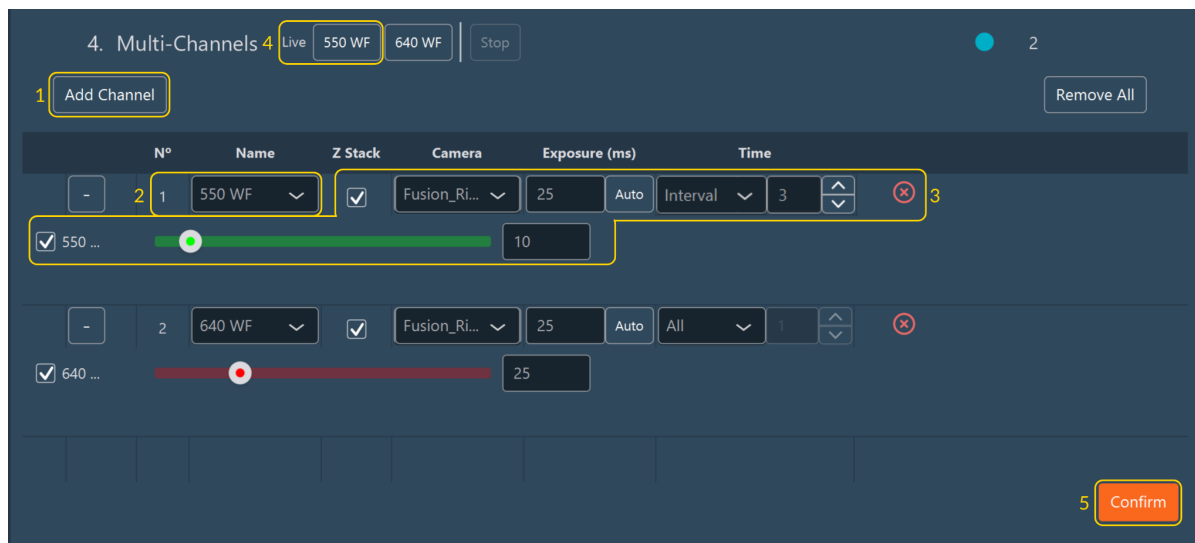 4. Multi-Channels 4 Live 550 WF 640 WF Stop 2
1 Add Channel Remove All
Nº Name Z Stack Camera Exposure (ms) Time
- 2 1 550 WF Fusion_Ri... 25 Auto Interval 3 3
550 ... 10
- 2 640 WF Fusion_Ri... 25 Auto All 1
640 ... 25
5 Confirm